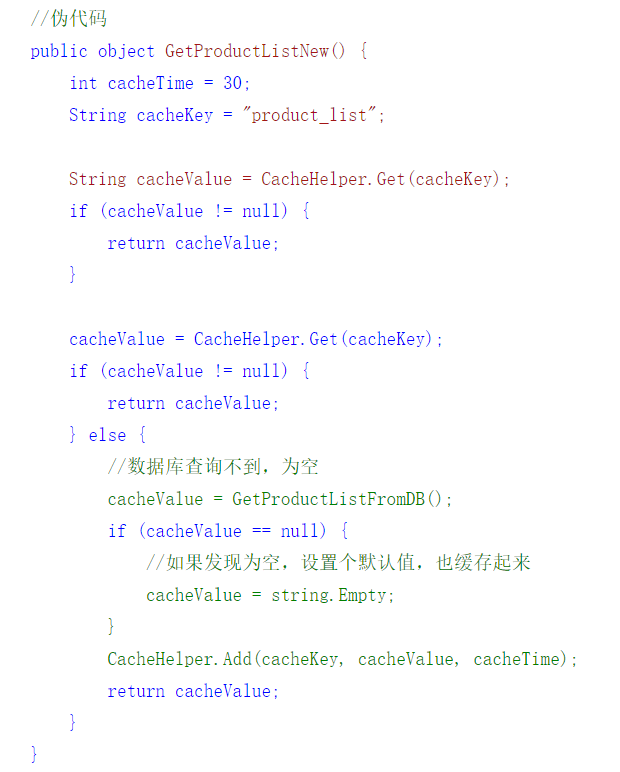 //伪代码
public object GetProductListNew() {
    int cacheTime = 30;
    String cacheKey = "product_list";

    String cacheValue = CacheHelper.Get(cacheKey);
    if (cacheValue != null) {
        return cacheValue;
    }

    cacheValue = CacheHelper.Get(cacheKey);
    if (cacheValue != null) {
        return cacheValue;
    } else {
        //数据库查询不到，为空
        cacheValue = GetProductListFromDB();
        if (cacheValue == null) {
            //如果发现为空，设置个默认值，也缓存起来
            cacheValue = string.Empty;
        }
        CacheHelper.Add(cacheKey, cacheValue, cacheTime);
        return cacheValue;
    }
}